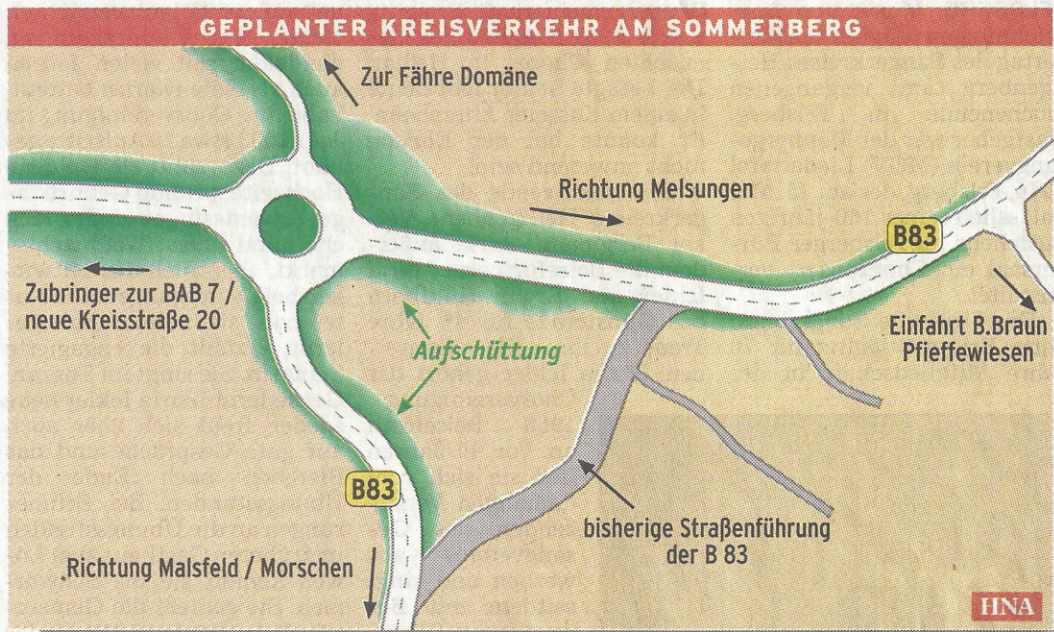 GEPLANTER KREISVERKEHR AM SOMMERBERG
Zur Fähre Domäne
Richtung Melsungen
B83
Zubringer zur BAB 7 /
neue Kreisstraße 20
Einfahrt B.Braun
Pfieffewiesen
Aufschüttung
B83
bisherige Straßenführung
der B 83
Richtung Malsfeld / Morschen
HNA